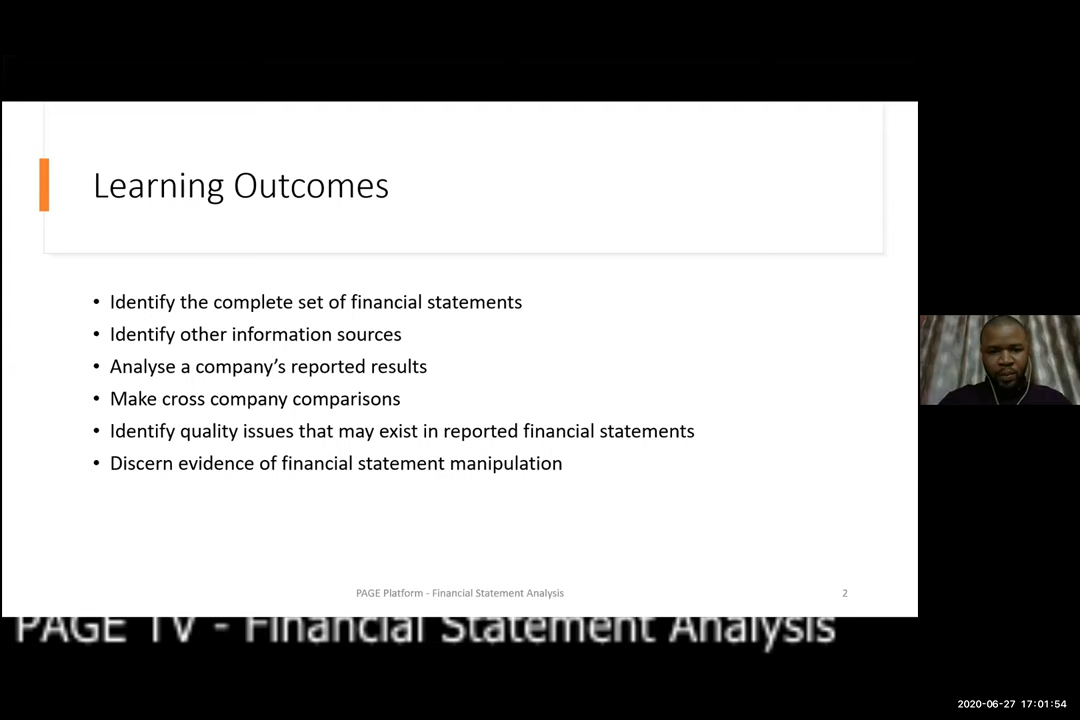 Learning Outcomes
• Identify the complete set of financial statements
• Identify other information sources
• Analyse a company’s reported results
• Make cross company comparisons
• Identify quality issues that may exist in reported financial statements
• Discern evidence of financial statement manipulation
PAGE Platform - Financial Statement Analysis
2
PAGE TV - Financial Statement Analysis
2020-06-27 17:01:54